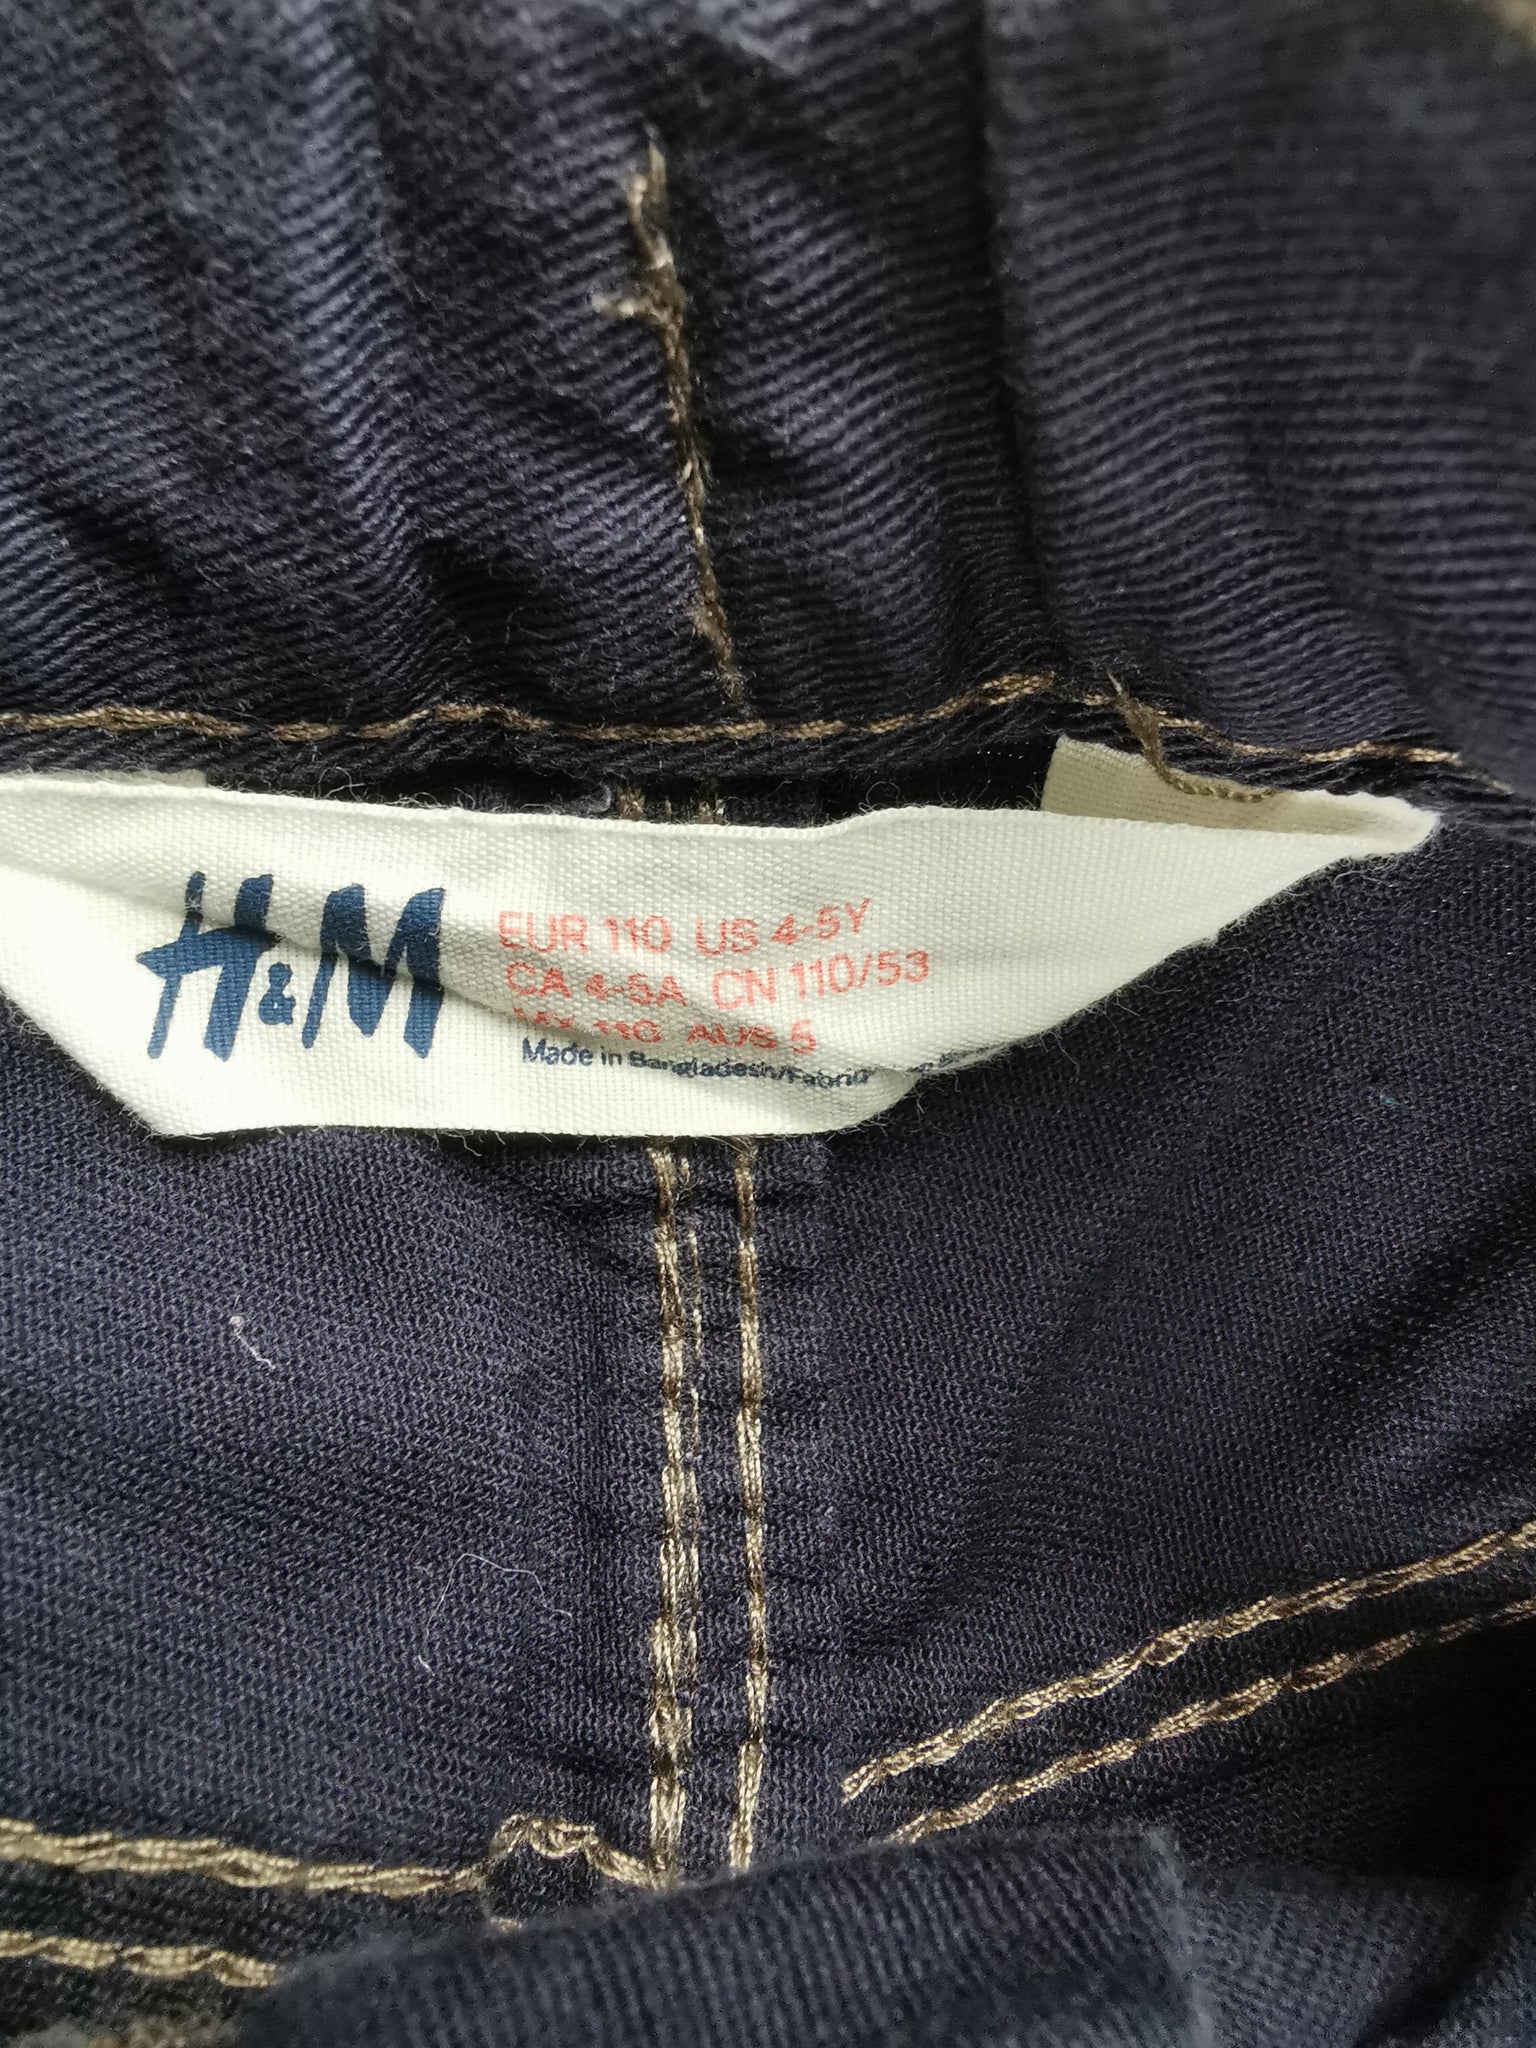 H&M
EUR 110 US 4-5Y
CA 4-5A CN 110/53
MX 110 AUS 5
Made in Bangladesh/Fabriqué